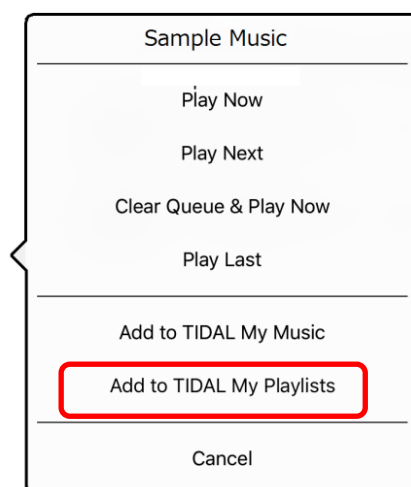 Sample Music
Play Now
Play Next
Clear Queue & Play Now
Play Last
Add to TIDAL My Music
Add to TIDAL My Playlists
Cancel